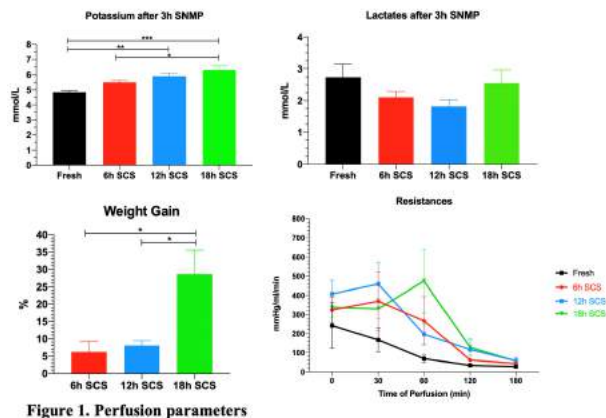 Potassium after 3h SNMP
***
**
*
mmol/L
8
7
6
5
4
3
2
1
0
Fresh 6h SCS 12h SCS 18h SCS
Lactates after 3h SNMP
mmol/L
4
3
2
1
0
Fresh 6h SCS 12h SCS 18h SCS
Weight Gain
*
*
%
40
35
30
25
20
15
10
5
0
6h SCS 12h SCS 18h SCS
Resistances
mmHg/ml/min
800
700
600
500
400
300
200
100
0
0 30 60 120 180
Time of Perfusion (min)
Fresh
6h SCS
12h SCS
18h SCS
Figure 1. Perfusion parameters